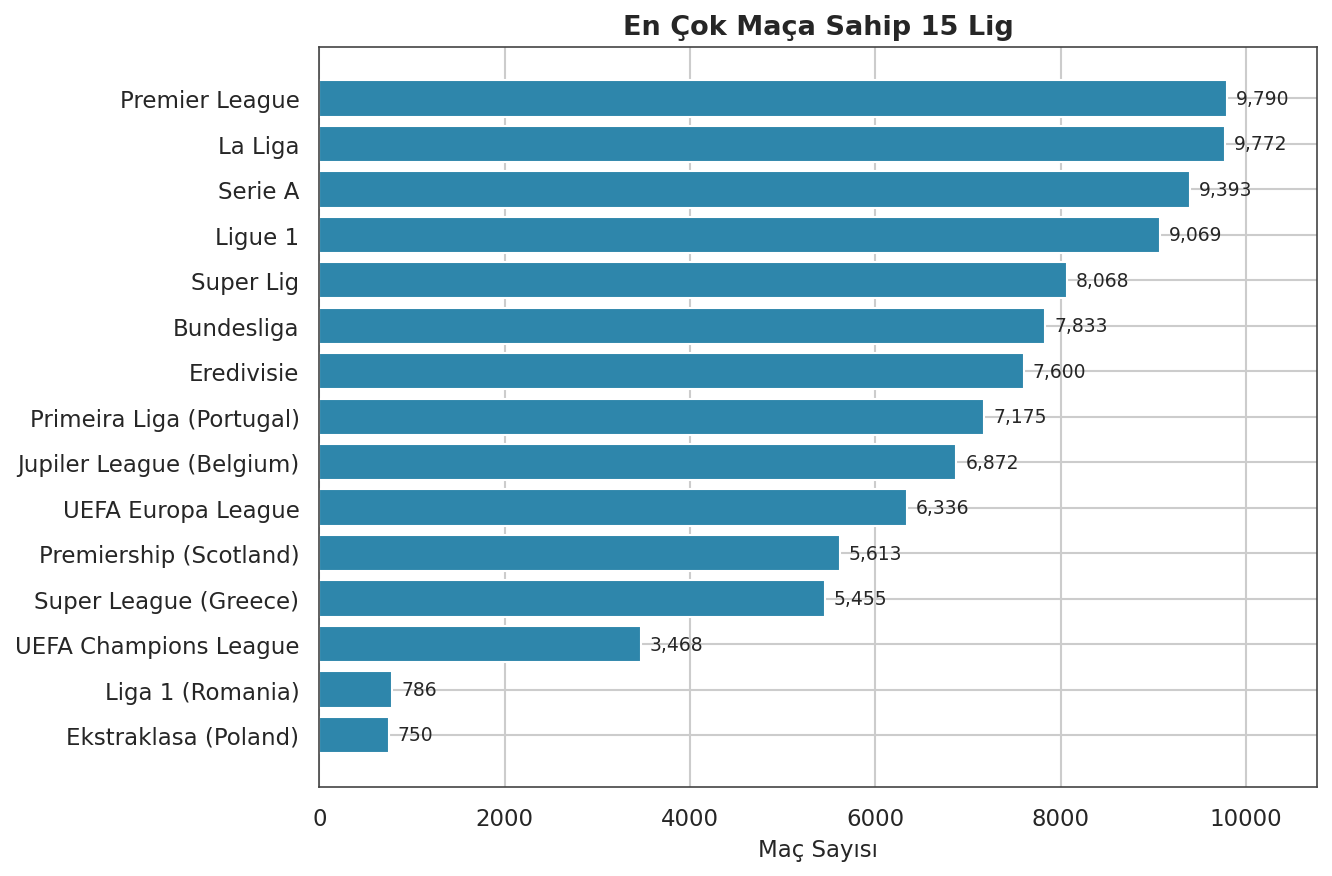 En Çok Maça Sahip 15 Lig
Premier League 9,790
La Liga 9,772
Serie A 9,393
Ligue 1 9,069
Super Lig 8,068
Bundesliga 7,833
Eredivisie 7,600
Primeira Liga (Portugal) 7,175
Jupiler League (Belgium) 6,872
UEFA Europa League 6,336
Premiership (Scotland) 5,613
Super League (Greece) 5,455
UEFA Champions League 3,468
Liga 1 (Romania) 786
Ekstraklasa (Poland) 750
0 2000 4000 6000 8000 10000
Maç Sayısı